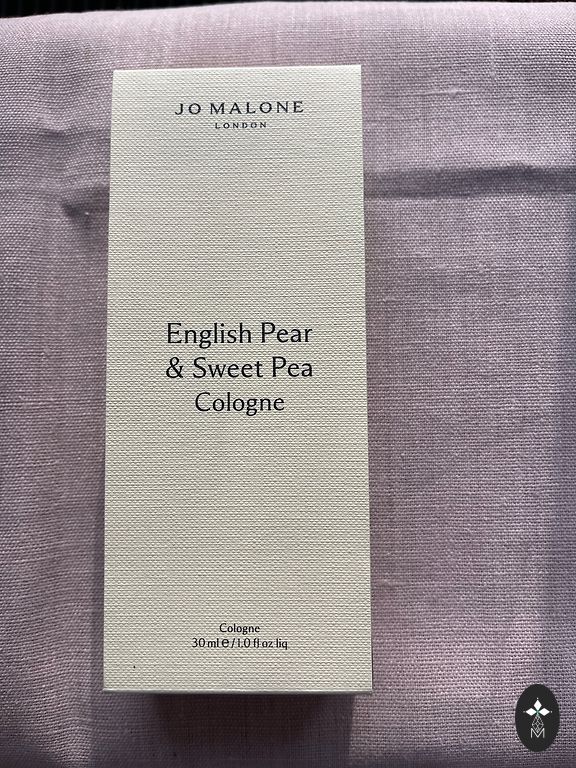 JO MALONE
LONDON
English Pear
& Sweet Pea
Cologne
Cologne
30 ml ℮ / 1.0 fl oz liq
M